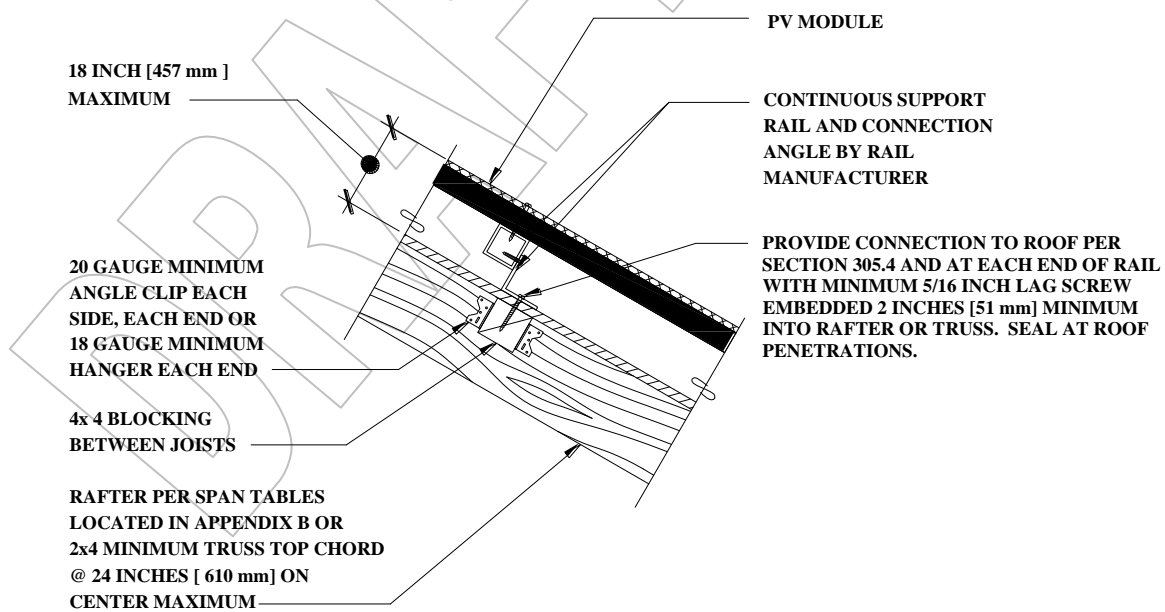 18 INCH [457 mm ]
MAXIMUM
20 GAUGE MINIMUM
ANGLE CLIP EACH
SIDE, EACH END OR
18 GAUGE MINIMUM
HANGER EACH END
4x 4 BLOCKING
BETWEEN JOISTS
RAFTER PER SPAN TABLES
LOCATED IN APPENDIX B OR
2x4 MINIMUM TRUSS TOP CHORD
@ 24 INCHES [ 610 mm] ON
CENTER MAXIMUM
PV MODULE
CONTINUOUS SUPPORT
RAIL AND CONNECTION
ANGLE BY RAIL
MANUFACTURER
PROVIDE CONNECTION TO ROOF PER
SECTION 305.4 AND AT EACH END OF RAIL
WITH MINIMUM 5/16 INCH LAG SCREW
EMBEDDED 2 INCHES [51 mm] MINIMUM
INTO RAFTER OR TRUSS.  SEAL AT ROOF
PENETRATIONS.